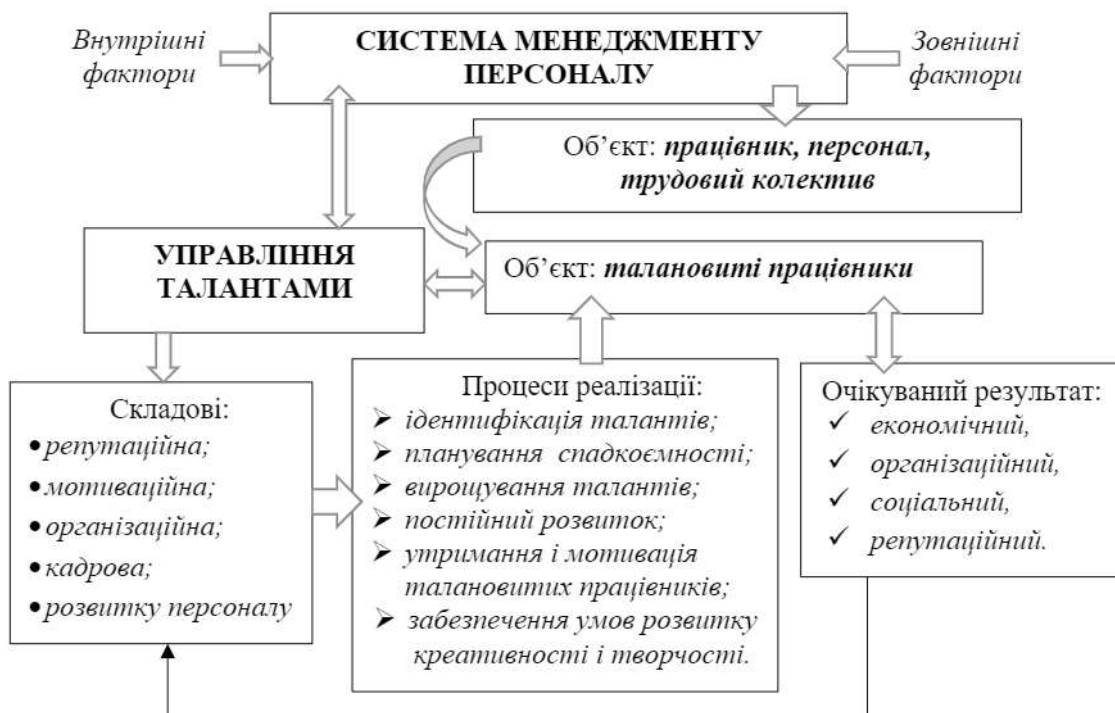 Внутрішні
фактори
СИСТЕМА МЕНЕДЖМЕНТУ
ПЕРСОНАЛУ
Зовнішні
фактори
Об’єкт: працівник, персонал,
трудовий колектив
УПРАВЛІННЯ
ТАЛАНТАМИ
Об’єкт: талановиті працівники
Складові:
• репутаційна;
• мотиваційна;
• організаційна;
• кадрова;
• розвитку персоналу
Процеси реалізації:
➢ ідентифікація талантів;
➢ планування спадкоємності;
➢ вирощування талантів;
➢ постійний розвиток;
➢ утримання і мотивація
талановитих працівників;
➢ забезпечення умов розвитку
креативності і творчості.
Очікуваний результат:
✓ економічний,
✓ організаційний,
✓ соціальний,
✓ репутаційний.